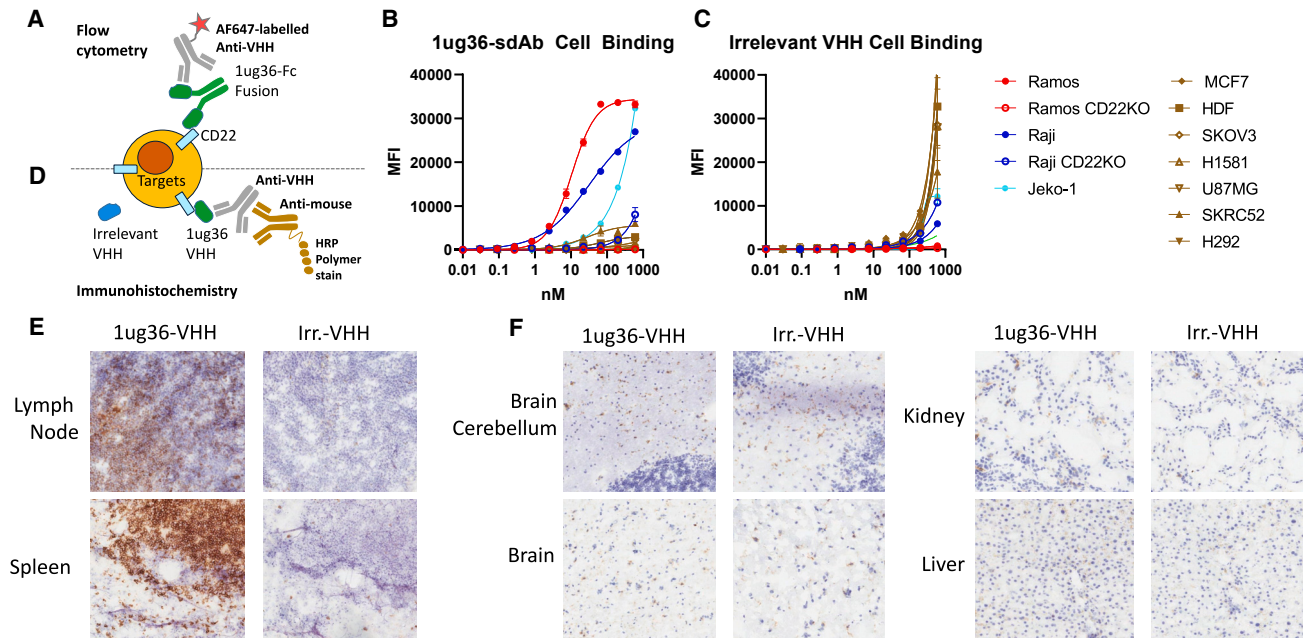 A
Flow
cytometry
AF647-labelled
Anti-VHH
1ug36-Fc
Fusion
CD22
D
Targets
Anti-VHH
Anti-mouse
Irrelevant
VHH
1ug36
VHH
HRP
Polymer
stain
Immunohistochemistry
B
1ug36-sdAb Cell Binding
MFI
40000
30000
20000
10000
0
0.01 0.1 1 10 100 1000
nM
C
Irrelevant VHH Cell Binding
MFI
40000
30000
20000
10000
0
0.01 0.1 1 10 100 1000
nM
Ramos
Ramos CD22KO
Raji
Raji CD22KO
Jeko-1
MCF7
HDF
SKOV3
H1581
U87MG
SKRC52
H292
E
1ug36-VHH Irr.-VHH
Lymph
Node
Spleen
F
1ug36-VHH Irr.-VHH
Brain
Cerebellum
Brain
1ug36-VHH Irr.-VHH
Kidney
Liver